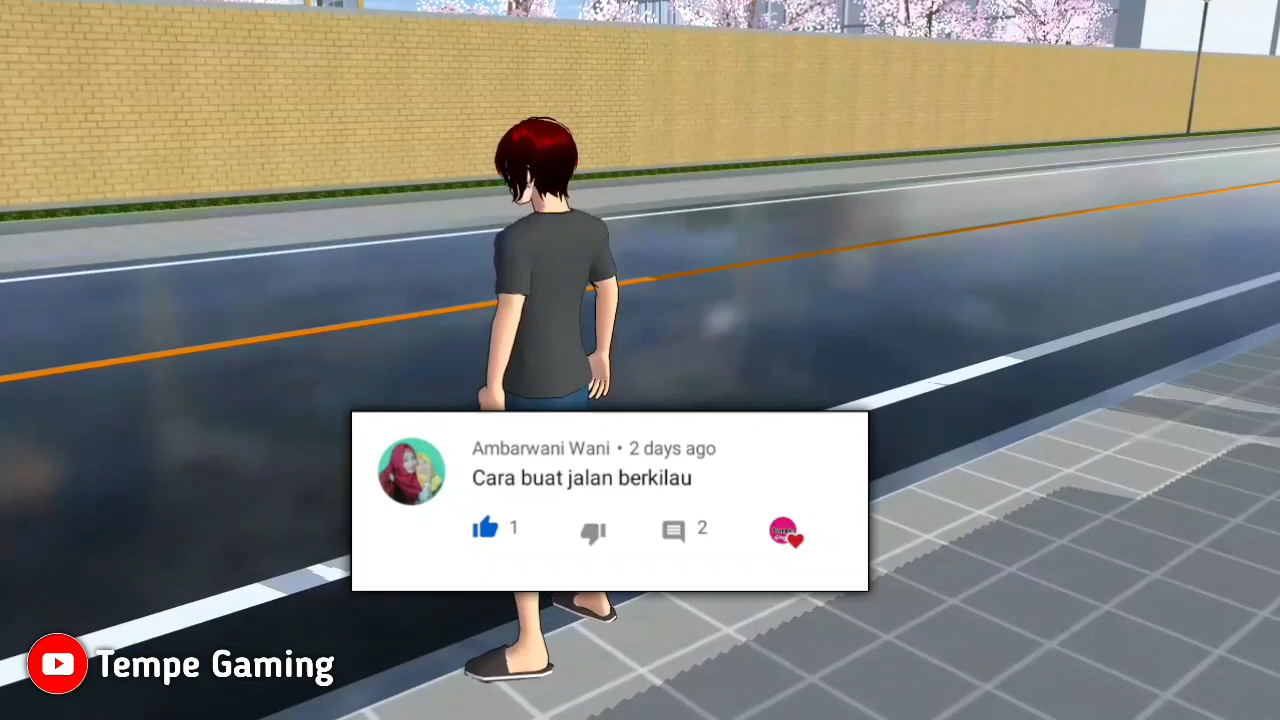 Ambarwani Wani • 2 days ago
Cara buat jalan berkilau
1
2
Tempe Gaming